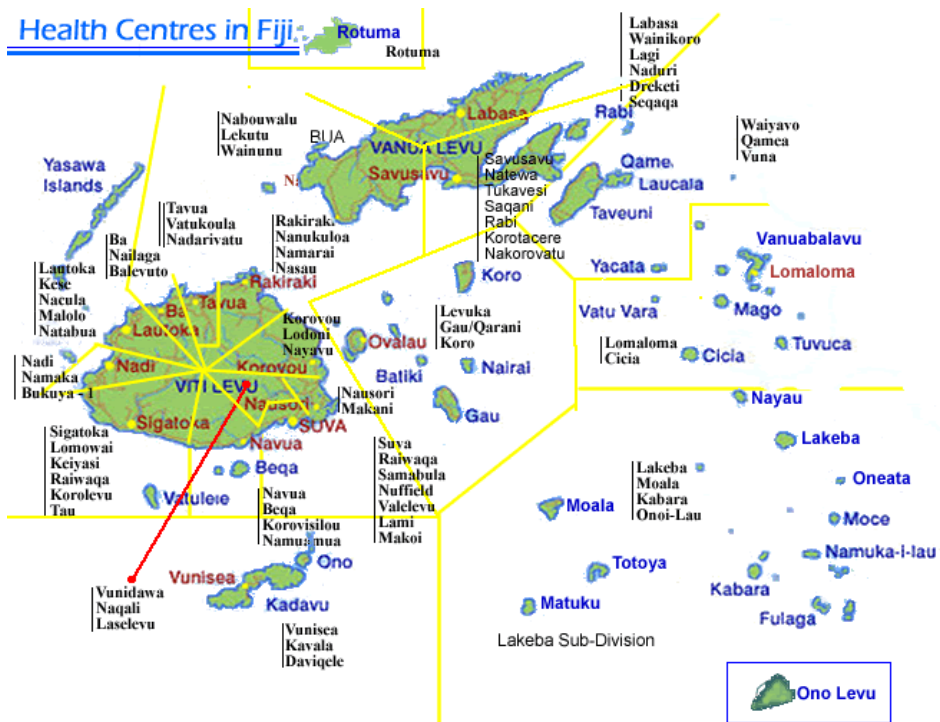 Health Centres in Fiji
Rotuma
Rotuma
Labasa
Wainikoro
Lagi
Naduri
Dreketi
Seqaqa
Nabouwalu
Lekutu
Wainunu
BUA
Labasa
VANUA LEVU
Savusavu
Na
Rabi
Waiyavo
Qamea
Vuna
Savusavu
Natewa
Tukavesi
Saqani
Rabi
Korotacere
Nakorovatu
Qame
Laucala
Taveuni
Yasawa
Islands
Tavua
Vatukoula
Nadarivatu
Rakiraki
Nanukuloa
Namarai
Nasau
Ba
Nailaga
Balevuto
Lautoka
Kese
Nacula
Malolo
Natabua
Koro
Yacata
Vanuabalavu
Lomaloma
Vatu Vara
Mago
Tuvuca
Rakiraki
Tavua
Ba
Lautoka
Korovou
Lodoni
Nayavu
Levuka
Gau/Qarani
Koro
Lomaloma
Cicia
Cicia
Ovalau
Batiki
Nairai
Gau
Nadi
Namaka
Bukuya - 1
Nadi
VITI LEVU
Korovou
Nausori
Nausori
Makani
SUVA
Sigatoka
Navua
Nayau
Lakeba
Sigatoka
Lomowai
Keiyasi
Raiwaqa
Korolevu
Tau
Vatulele
Beqa
Navua
Beqa
Korovisilou
Namuamua
Suva
Raiwaqa
Samabula
Nuffield
Valelevu
Lami
Makoi
Lakeba
Moala
Kabara
Onoi-Lau
Oneata
Moala
Moce
Namuka-i-lau
Totoya
Kabara
Matuku
Fulaga
Ono
Vunisea
Kadavu
Vunidawa
Naqali
Laselevu
Vunisea
Kavala
Daviqele
Lakeba Sub-Division
Ono Levu